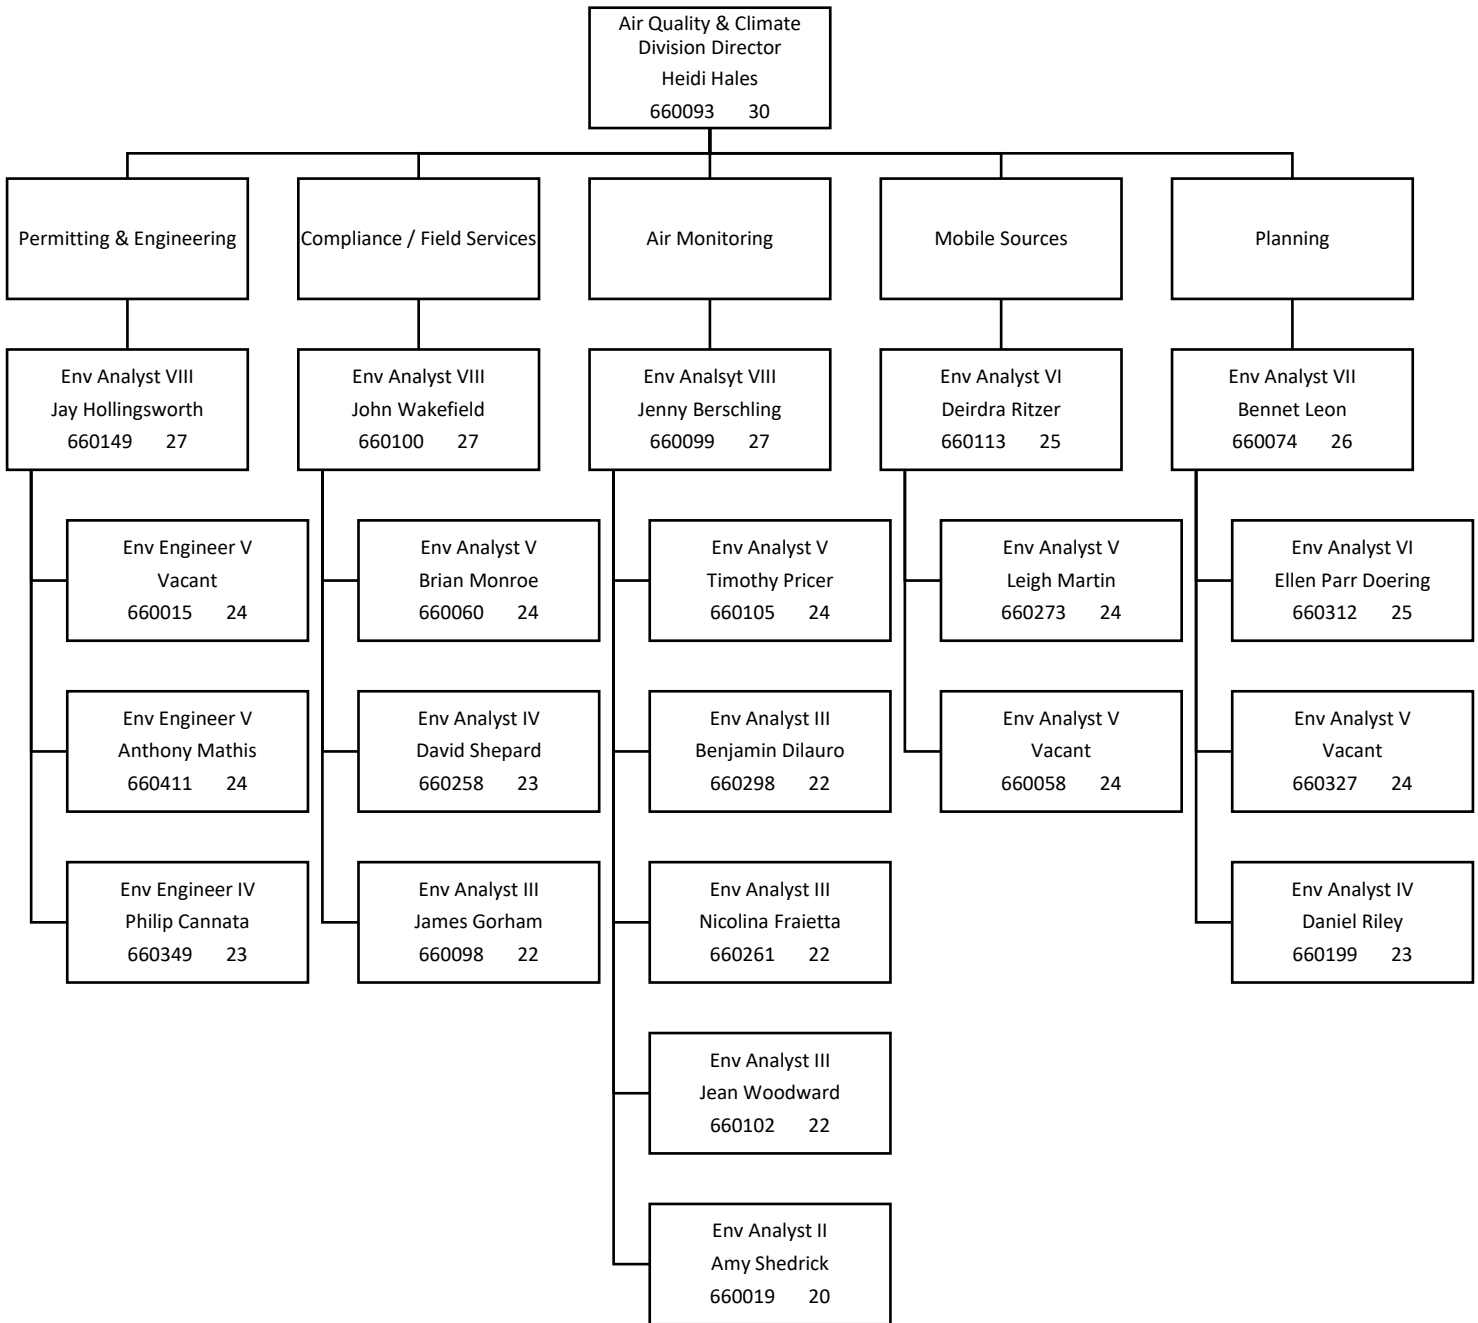 Air Quality & Climate
Division Director
Heidi Hales
660093 30
Permitting & Engineering
Compliance / Field Services
Air Monitoring
Mobile Sources
Planning
Env Analyst VIII
Jay Hollingsworth
660149 27
Env Analyst VIII
John Wakefield
660100 27
Env Analsyt VIII
Jenny Berschling
660099 27
Env Analyst VI
Deirdra Ritzer
660113 25
Env Analyst VII
Bennet Leon
660074 26
Env Engineer V
Vacant
660015 24
Env Analyst V
Brian Monroe
660060 24
Env Analyst V
Timothy Pricer
660105 24
Env Analyst V
Leigh Martin
660273 24
Env Analyst VI
Ellen Parr Doering
660312 25
Env Engineer V
Anthony Mathis
660411 24
Env Analyst IV
David Shepard
660258 23
Env Analyst III
Benjamin Dilauro
660298 22
Env Analyst V
Vacant
660058 24
Env Analyst V
Vacant
660327 24
Env Engineer IV
Philip Cannata
660349 23
Env Analyst III
James Gorham
660098 22
Env Analyst III
Nicolina Fraietta
660261 22
Env Analyst IV
Daniel Riley
660199 23
Env Analyst III
Jean Woodward
660102 22
Env Analyst II
Amy Shedrick
660019 20